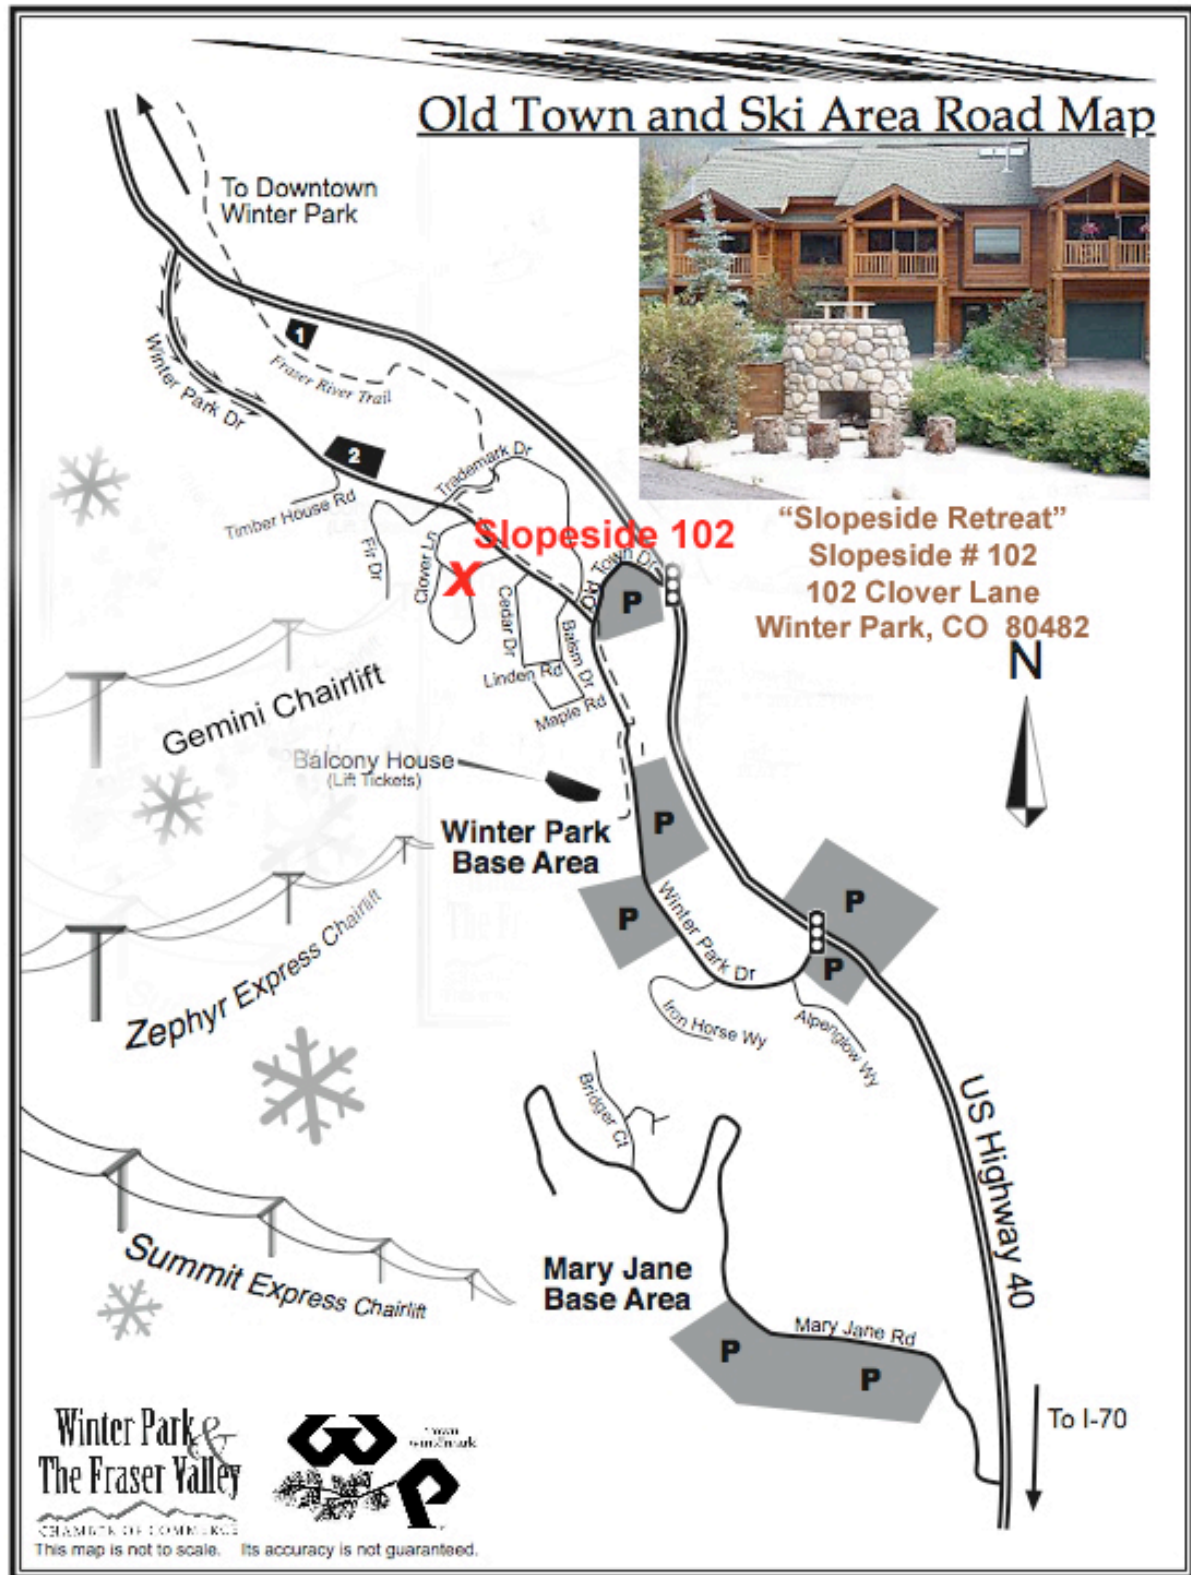 Old Town and Ski Area Road Map
To Downtown
Winter Park
1
Fraser River Trail
Winter Park Dr
2
Trademark Dr
Timber House Rd
Fir Dr
Clover Ln
Slopeside 102
X
Old Town Dr
P
"Slopeside Retreat"
Slopeside # 102
102 Clover Lane
Winter Park, CO 80482
N
Cedar Dr
Balsm Dr
Linden Rd
Maple Rd
Gemini Chairlift
Balcony House
(Lift Tickets)
Winter Park
Base Area
P
P
P
P
Winter Park Dr
Iron Horse Wy
Alpenglow Wy
Zephyr Express Chairlift
Bridger Ct
US Highway 40
Summit Express Chairlift
Mary Jane
Base Area
Mary Jane Rd
P
P
To I-70
Winter Park &
The Fraser Valley
CHAMBER OF COMMERCE
This map is not to scale. Its accuracy is not guaranteed.